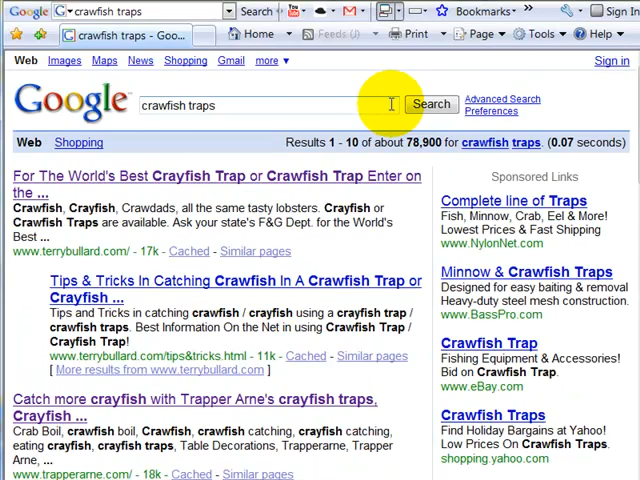 Google crawfish traps Search Bookmarks Sign In
crawfish traps - Goo... Home Feeds (J) Print Page Tools Help
Web Images Maps News Shopping Gmail more Sign in
Google crawfish traps Search Advanced Search
Preferences
Web Shopping Results 1 - 10 of about 78,900 for crawfish traps. (0.07 seconds)
For The World's Best Crayfish Trap or Crawfish Trap Enter on
the ...
Crawfish, Crayfish, Crawdads, all the same tasty lobsters. Crayfish or
Crawfish Traps are available. Ask your state's F&G Dept. for the World's
Best ...
www.terrybullard.com/ - 17k - Cached - Similar pages
Tips & Tricks In Catching Crawfish In A Crawfish Trap or
Crayfish ...
Tips and Tricks in catching crawfish / crayfish using a crayfish trap /
crawfish traps. Best Information On the Net in using Crawfish Trap /
Crayfish Trap!
www.terrybullard.com/tips&tricks.html - 11k - Cached - Similar pages
[ More results from www.terrybullard.com ]
Catch more crayfish with Trapper Arne's crayfish traps,
Crayfish ...
Crab Boil, crawfish boil, Crawfish, crawfish catching, crayfish catching,
eating crayfish, crayfish traps, Table Decorations, Trapperarne, Trapper
Arne, ...
www.trapperarne.com/ - 18k - Cached - Similar pages
Sponsored Links
Complete line of Traps
Fish, Minnow, Crab, Eel & More!
Lowest Prices & Fast Shipping
www.NylonNet.com
Minnow & Crawfish Traps
Designed for easy baiting & removal
Heavy-duty steel mesh construction.
www.BassPro.com
Crawfish Trap
Fishing Equipment & Accessories!
Bid on Crawfish Trap.
www.eBay.com
Crawfish Traps
Find Holiday Bargains at Yahoo!
Low Prices On Crawfish Traps.
shopping.yahoo.com